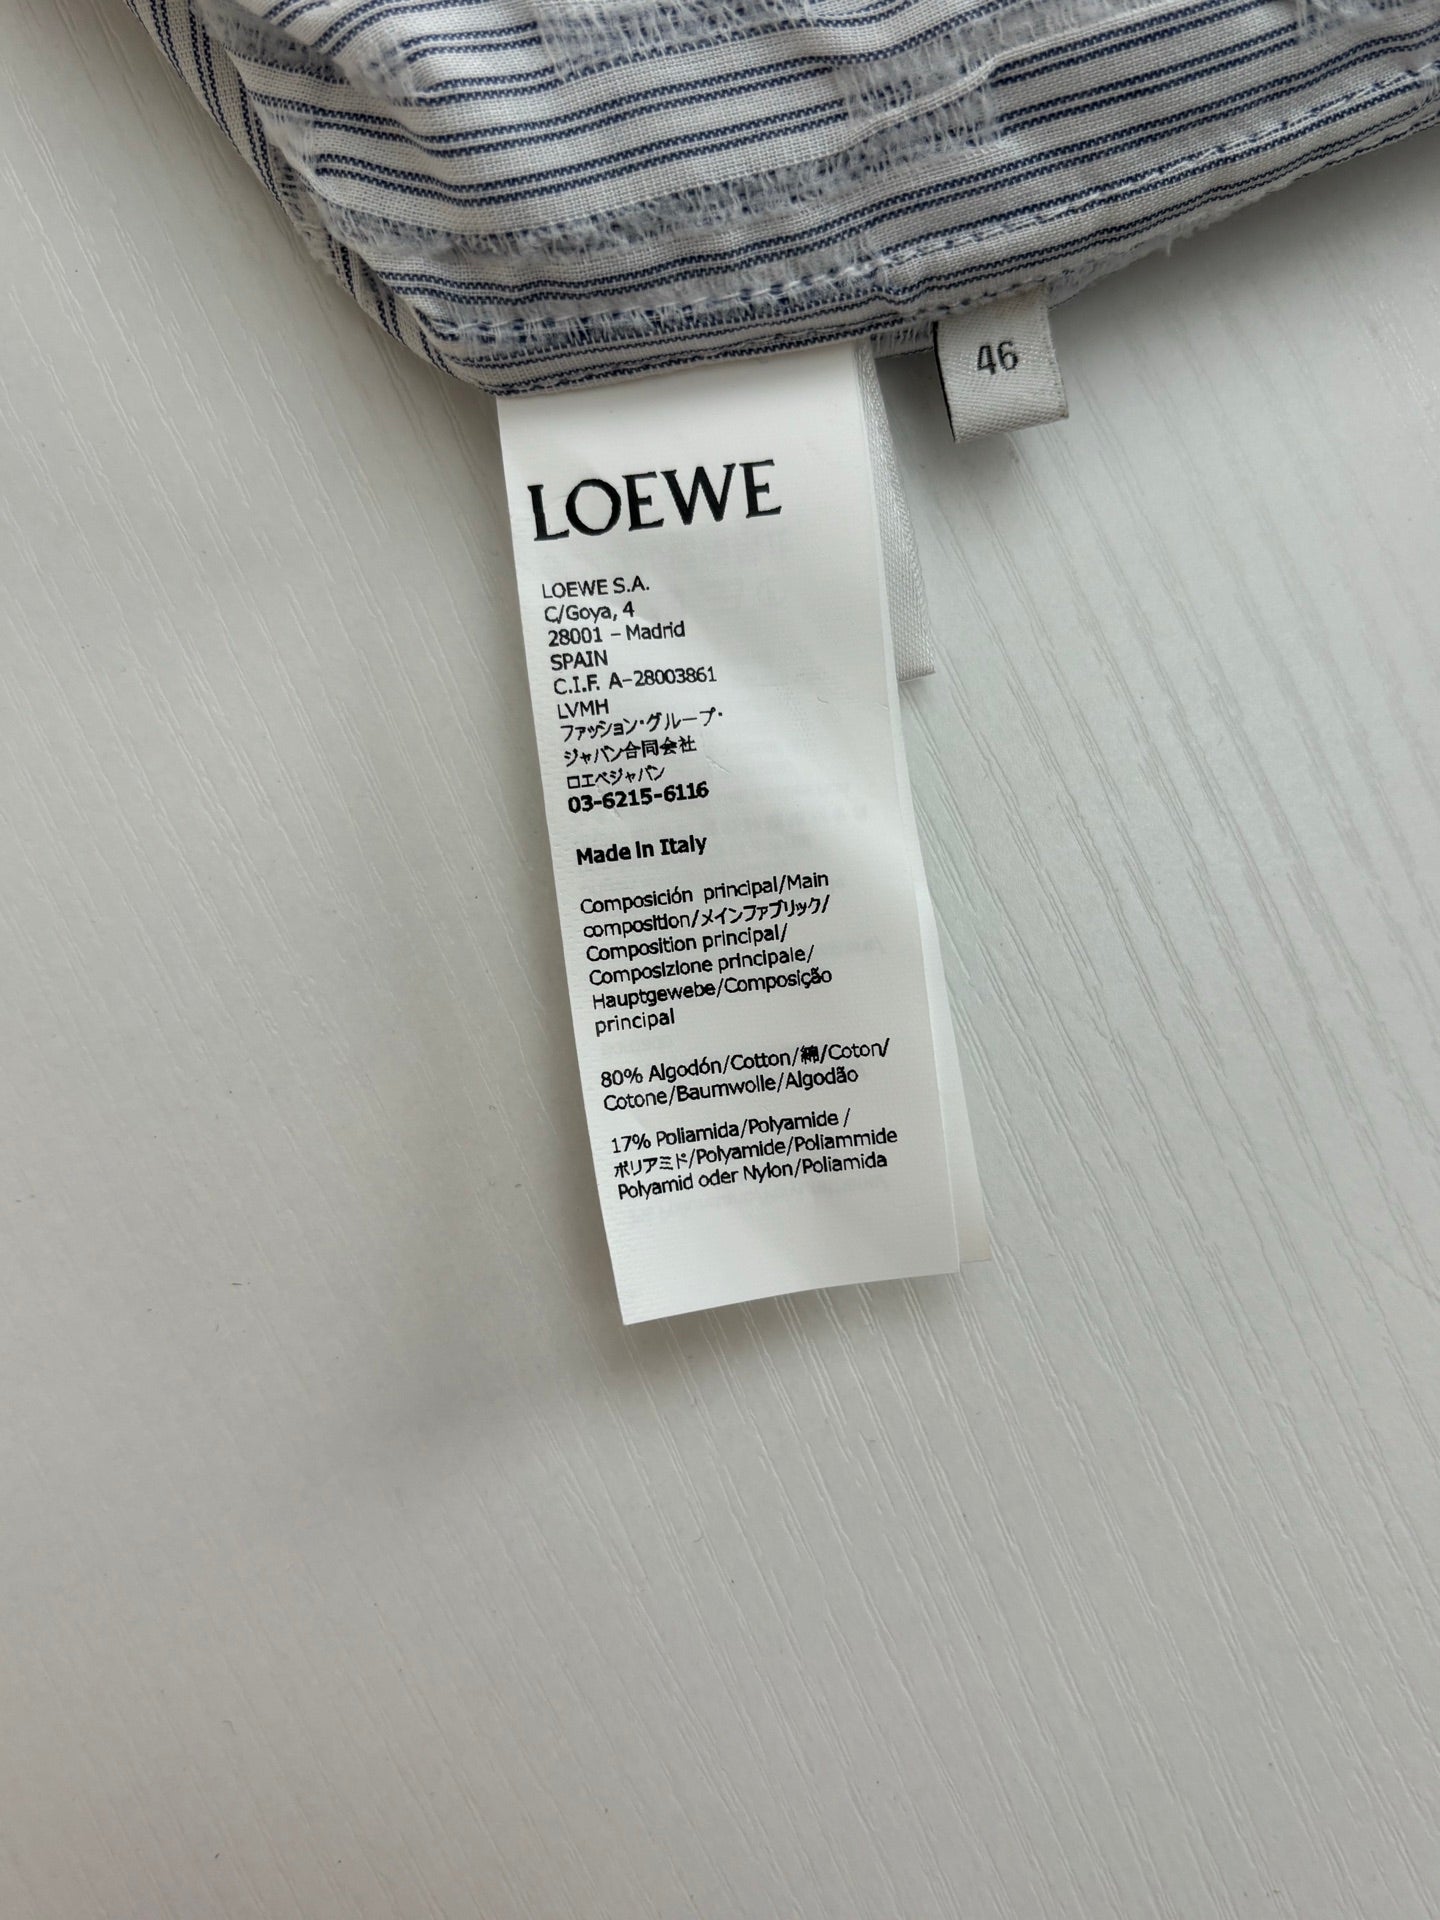 46
LOEWE
LOEWE S.A.
C/Goya, 4
28001 – Madrid
SPAIN
C.I.F. A-28003861
LVMH
ファッション・グループ・
ジャパン合同会社
ロエベジャパン
03-6215-6116
Made in Italy
Composición principal/Main
composition/メインファブリック/
Composition principal/
Composizione principale/
Hauptgewebe/Composição
principal
80% Algodón/Cotton/綿/Coton/
Cotone/Baumwolle/Algodão
17% Poliamida/Polyamide /
ポリアミド/Polyamide/Poliammide
Polyamid oder Nylon/Poliamida